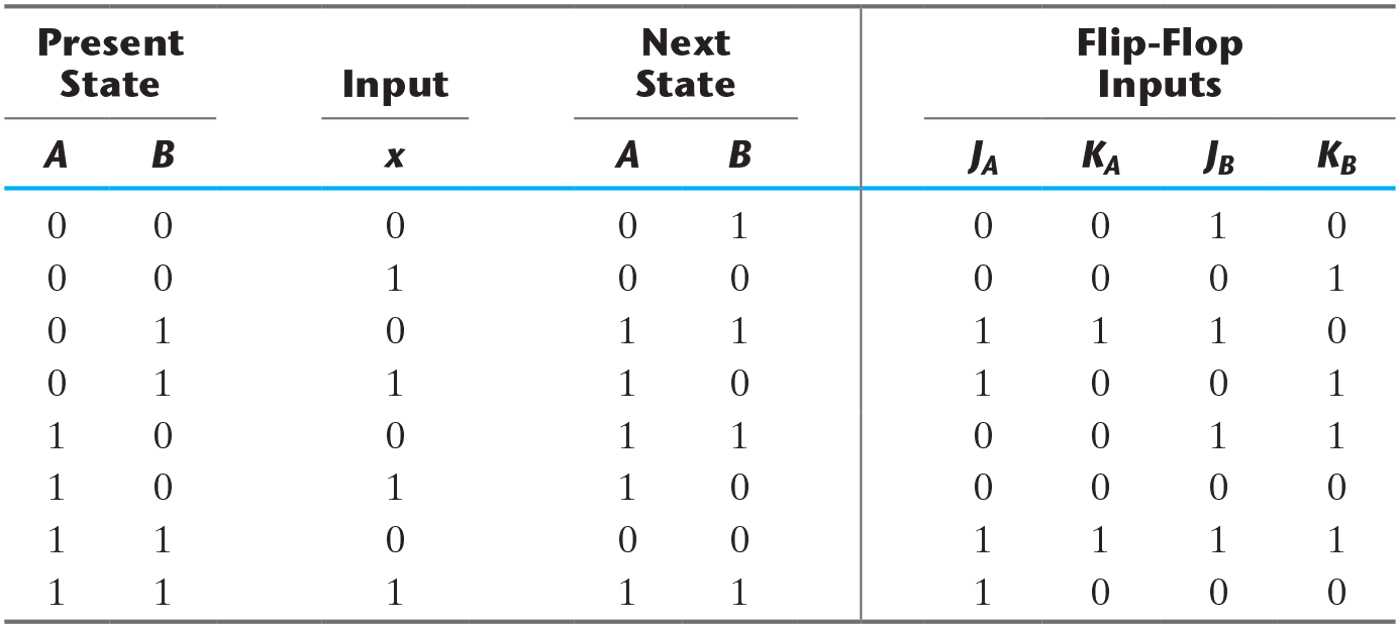 Present Next Flip-Flop
State Input State Inputs
A B x A B J_A K_A J_B K_B
0 0 0 0 1 0 0 1 0
0 0 1 0 0 0 0 0 1
0 1 0 1 1 1 1 1 0
0 1 1 1 0 1 0 0 1
1 0 0 1 1 0 0 1 1
1 0 1 1 0 0 0 0 0
1 1 0 0 0 1 1 1 1
1 1 1 1 1 1 0 0 0